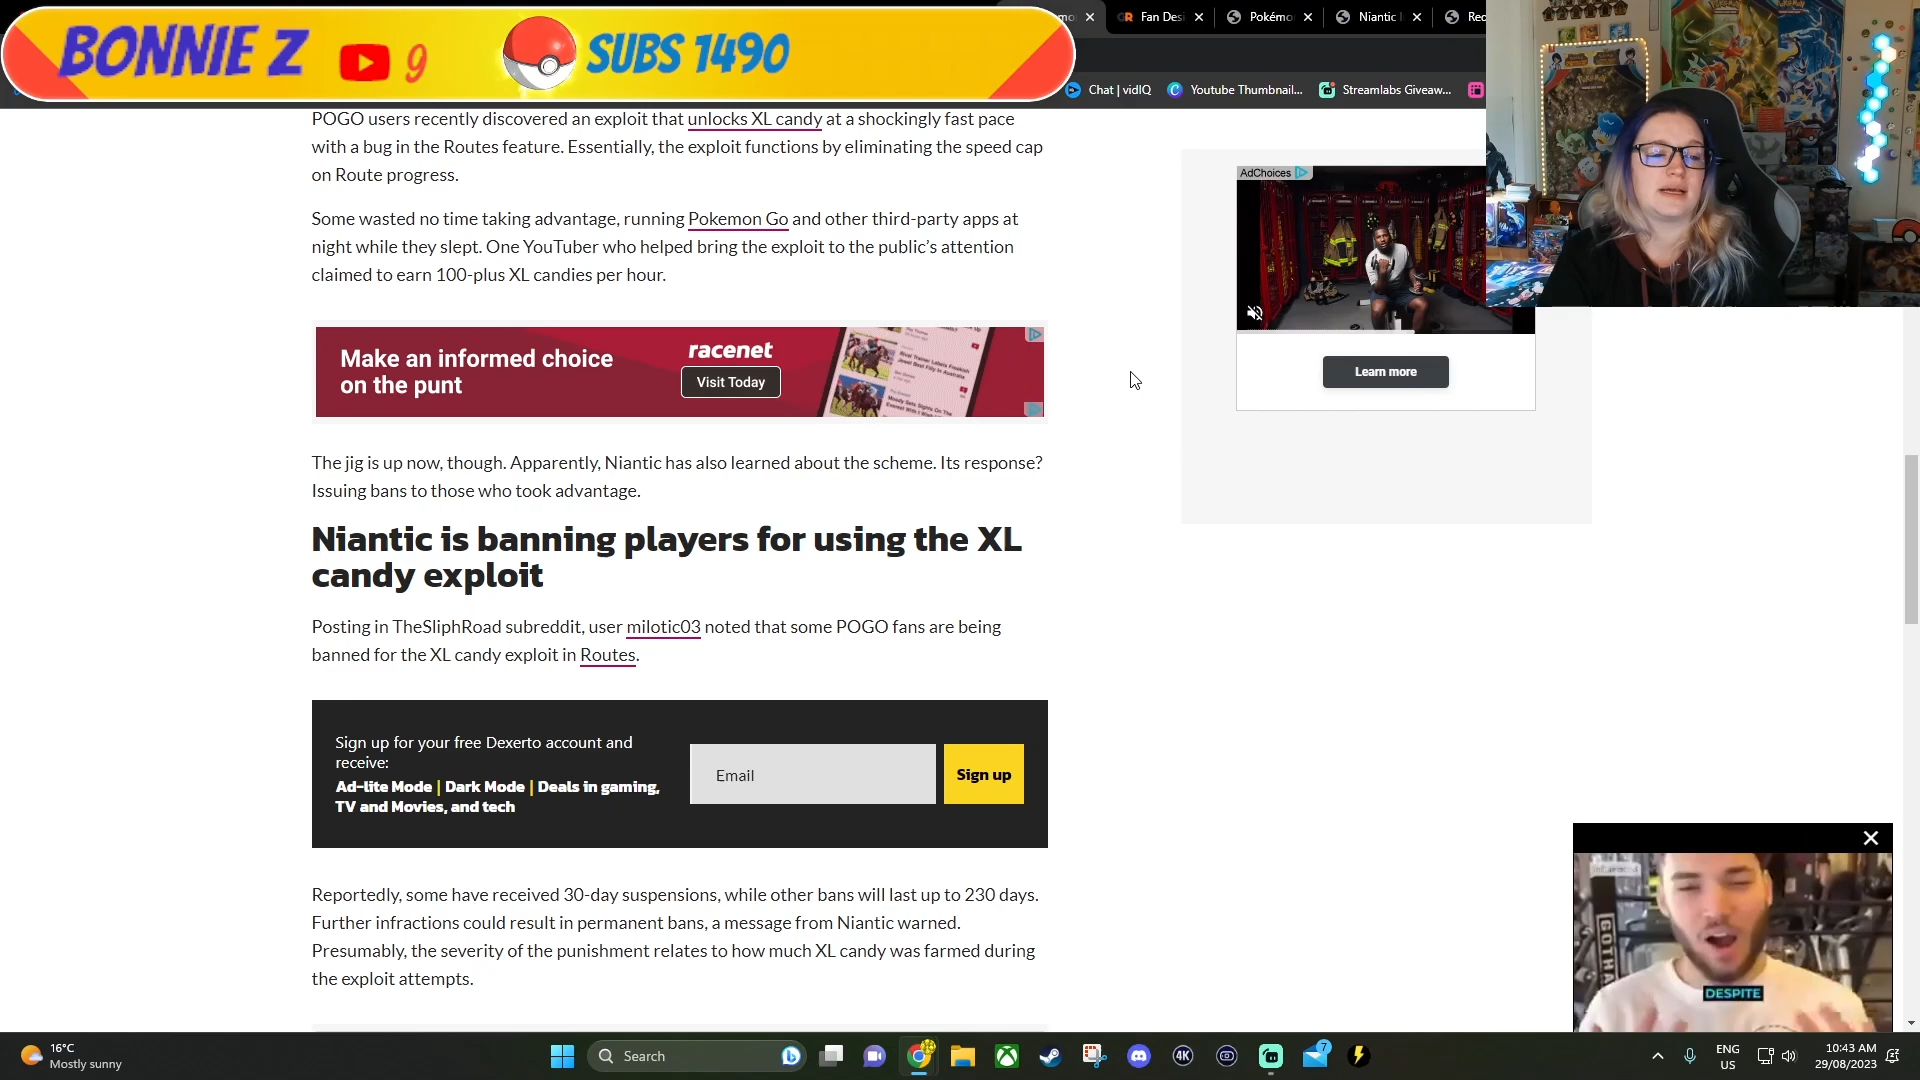 BONNIE Z
9
SUBS 1490
Fan Desi
Pokémo
Niantic
Rec
Chat | vidIQ
Youtube Thumbnail...
Streamlabs Giveaw...
POGO users recently discovered an exploit that unlocks XL candy at a shockingly fast pace
with a bug in the Routes feature. Essentially, the exploit functions by eliminating the speed cap
on Route progress.
Some wasted no time taking advantage, running Pokemon Go and other third-party apps at
night while they slept. One YouTuber who helped bring the exploit to the public’s attention
claimed to earn 100-plus XL candies per hour.
AdChoices
Learn more
Make an informed choice
on the punt
racenet
Visit Today
The jig is up now, though. Apparently, Niantic has also learned about the scheme. Its response?
Issuing bans to those who took advantage.
Niantic is banning players for using the XL
candy exploit
Posting in TheSliphRoad subreddit, user milotic03 noted that some POGO fans are being
banned for the XL candy exploit in Routes.
Sign up for your free Dexerto account and
receive:
Ad-lite Mode | Dark Mode | Deals in gaming,
TV and Movies, and tech
Email
Sign up
Reportedly, some have received 30-day suspensions, while other bans will last up to 230 days.
Further infractions could result in permanent bans, a message from Niantic warned.
Presumably, the severity of the punishment relates to how much XL candy was farmed during
the exploit attempts.
GOTHA
DESPITE
16°C
Mostly sunny
Search
4K
7
ENG
US
10:43 AM
29/08/2023